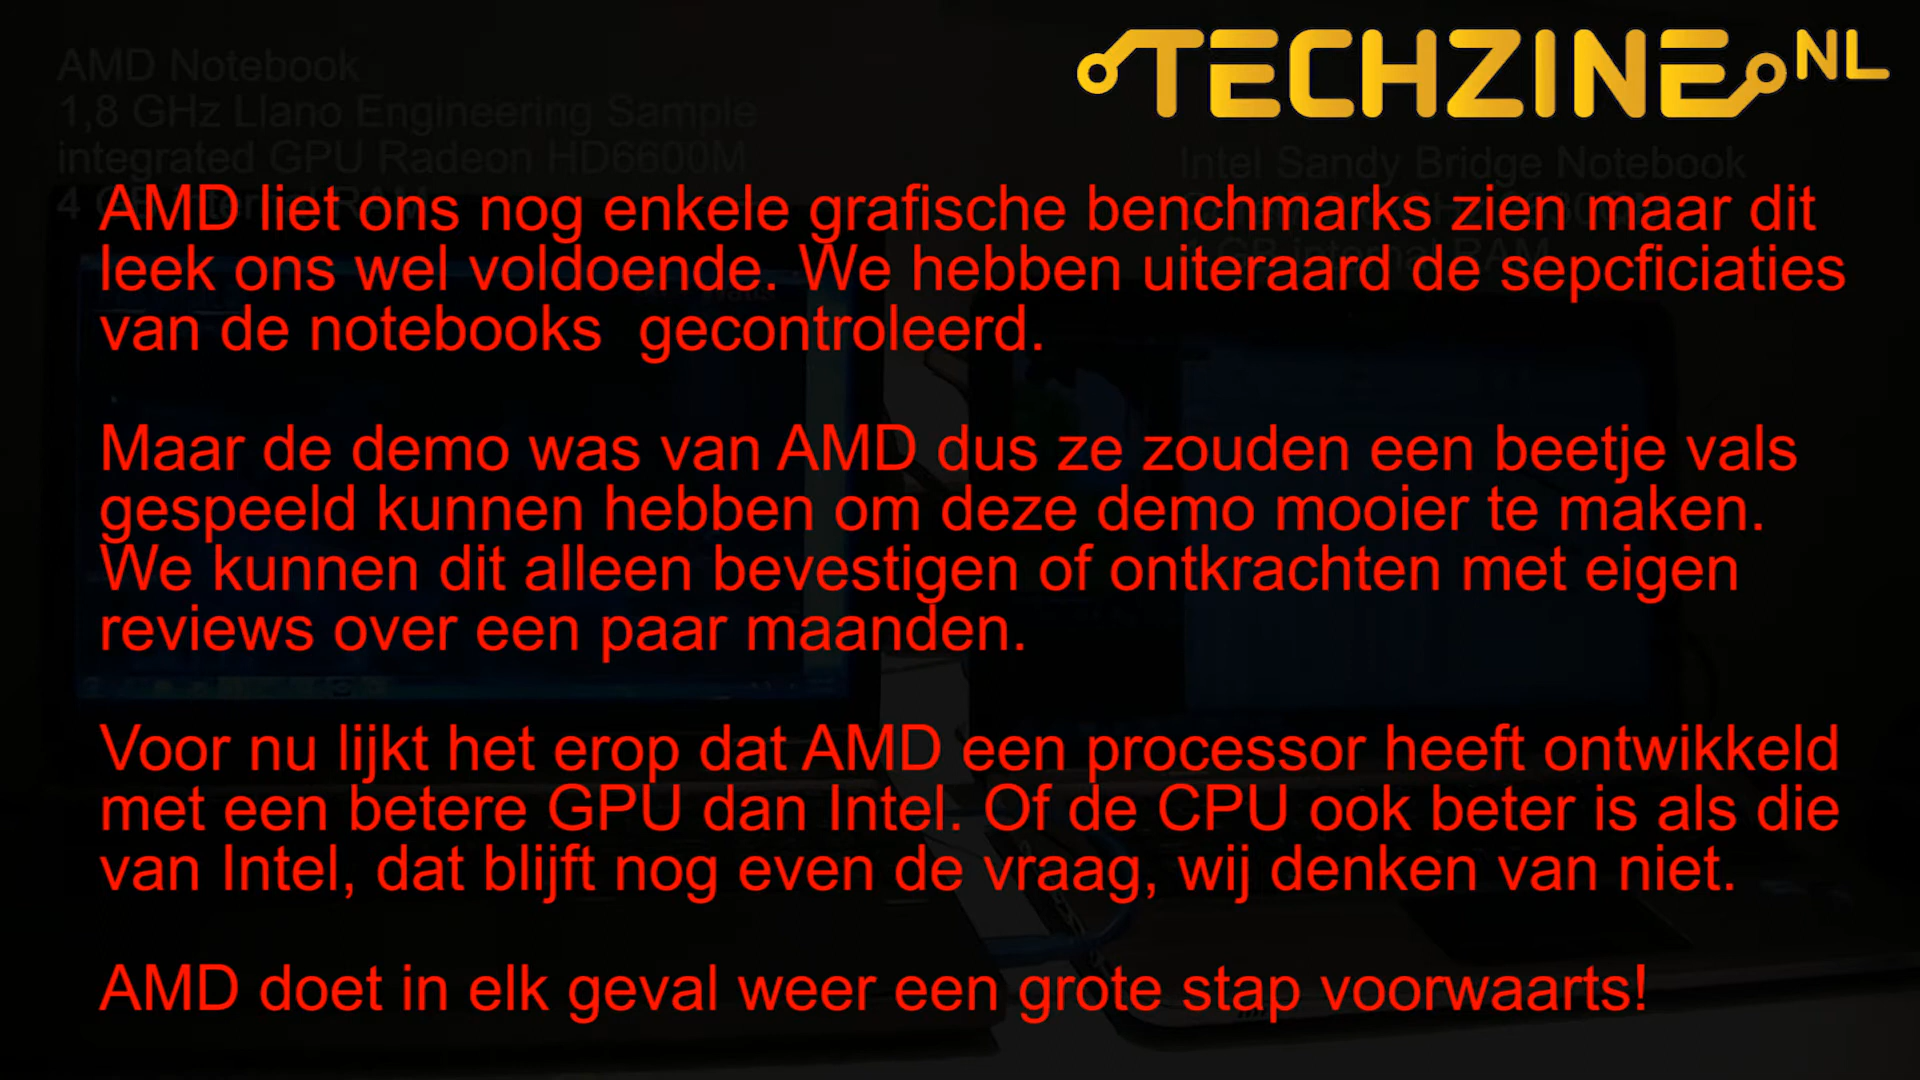 TECHZINE.NL
AMD Notebook
1,8 GHz Llano Engineering Sample
integrated GPU Radeon HD6600M
Intel Sandy Bridge Notebook
AMD liet ons nog enkele grafische benchmarks zien maar dit
leek ons wel voldoende. We hebben uiteraard de sepcficiaties
van de notebooks gecontroleerd.
Maar de demo was van AMD dus ze zouden een beetje vals
gespeeld kunnen hebben om deze demo mooier te maken.
We kunnen dit alleen bevestigen of ontkrachten met eigen
reviews over een paar maanden.
Voor nu lijkt het erop dat AMD een processor heeft ontwikkeld
met een betere GPU dan Intel. Of de CPU ook beter is als die
van Intel, dat blijft nog even de vraag, wij denken van niet.
AMD doet in elk geval weer een grote stap voorwaarts!